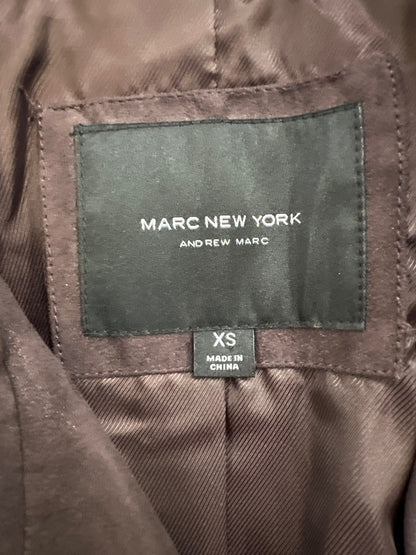 MARC NEW YORK
ANDREW MARC
XS
MADE IN
CHINA